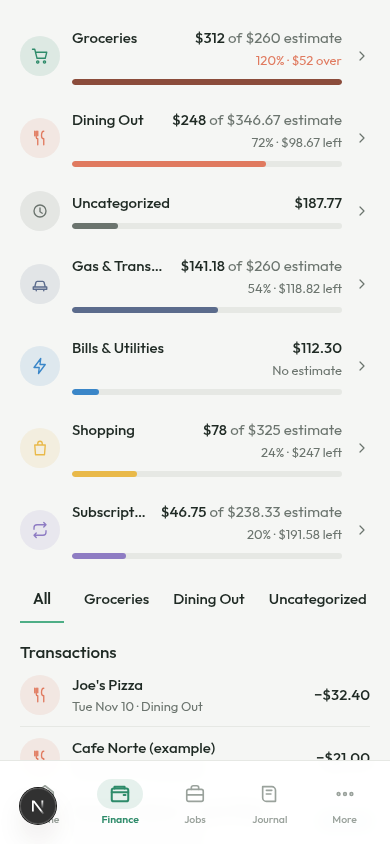 Groceries $312 of $260 estimate
120% · $52 over
Dining Out $248 of $346.67 estimate
72% · $98.67 left
Uncategorized $187.77
Gas & Trans... $141.18 of $260 estimate
54% · $118.82 left
Bills & Utilities $112.30
No estimate
Shopping $78 of $325 estimate
24% · $247 left
Subscript... $46.75 of $238.33 estimate
20% · $191.58 left
All Groceries Dining Out Uncategorized
Transactions
Joe's Pizza −$32.40
Tue Nov 10 · Dining Out
Cafe Norte (example) −$21.00
N
Finance Jobs Journal More